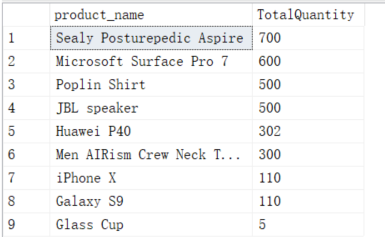 product_name TotalQuantity
1 Sealy Posturepedic Aspire 700
2 Microsoft Surface Pro 7 600
3 Poplin Shirt 500
4 JBL speaker 500
5 Huawei P40 302
6 Men AIRism Crew Neck T... 300
7 iPhone X 110
8 Galaxy S9 110
9 Glass Cup 5